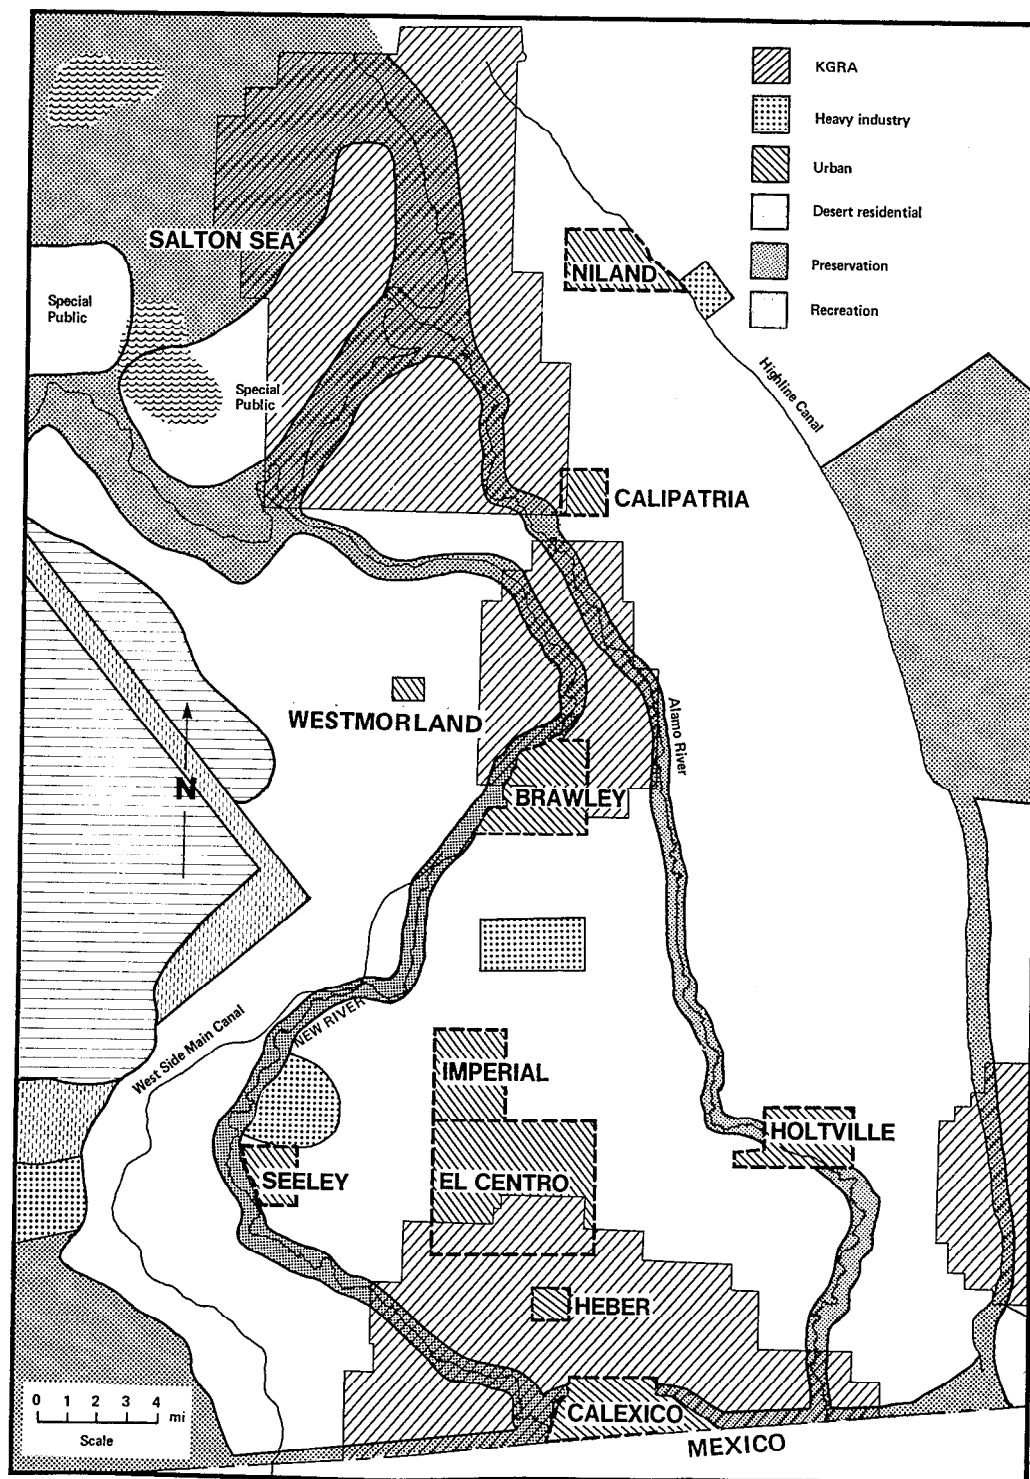 KGRA
Heavy industry
Urban
Desert residential
Preservation
Recreation
SALTON SEA
NILAND
Special
Public
Special
Public
Highline Canal
CALIPATRIA
WESTMORLAND
Alamo River
N
BRAWLEY
West Side Main Canal
NEW RIVER
IMPERIAL
HOLTVILLE
SEELEY
EL CENTRO
HEBER
0 1 2 3 4 mi
Scale
CALEXICO
MEXICO